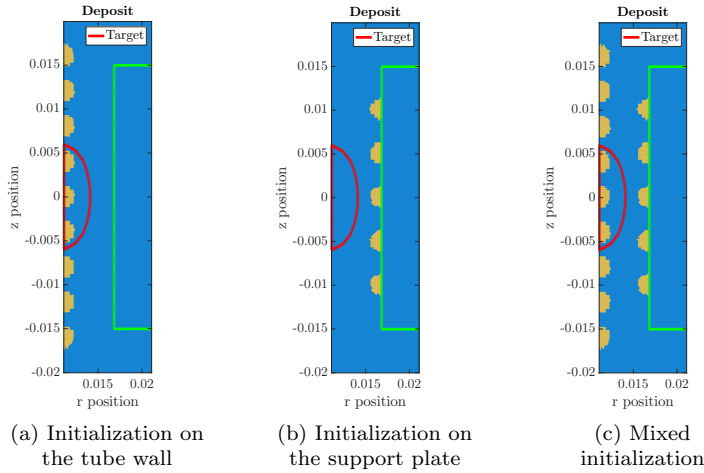 Deposit
Target
0.015
0.01
0.005
0
-0.005
-0.01
-0.015
-0.02
z position
0.015 0.02
r position
(a) Initialization on
the tube wall
Deposit
Target
0.015
0.01
0.005
0
-0.005
-0.01
-0.015
-0.02
z position
0.015 0.02
r position
(b) Initialization on
the support plate
Deposit
Target
0.015
0.01
0.005
0
-0.005
-0.01
-0.015
-0.02
z position
0.015 0.02
r position
(c) Mixed
initialization